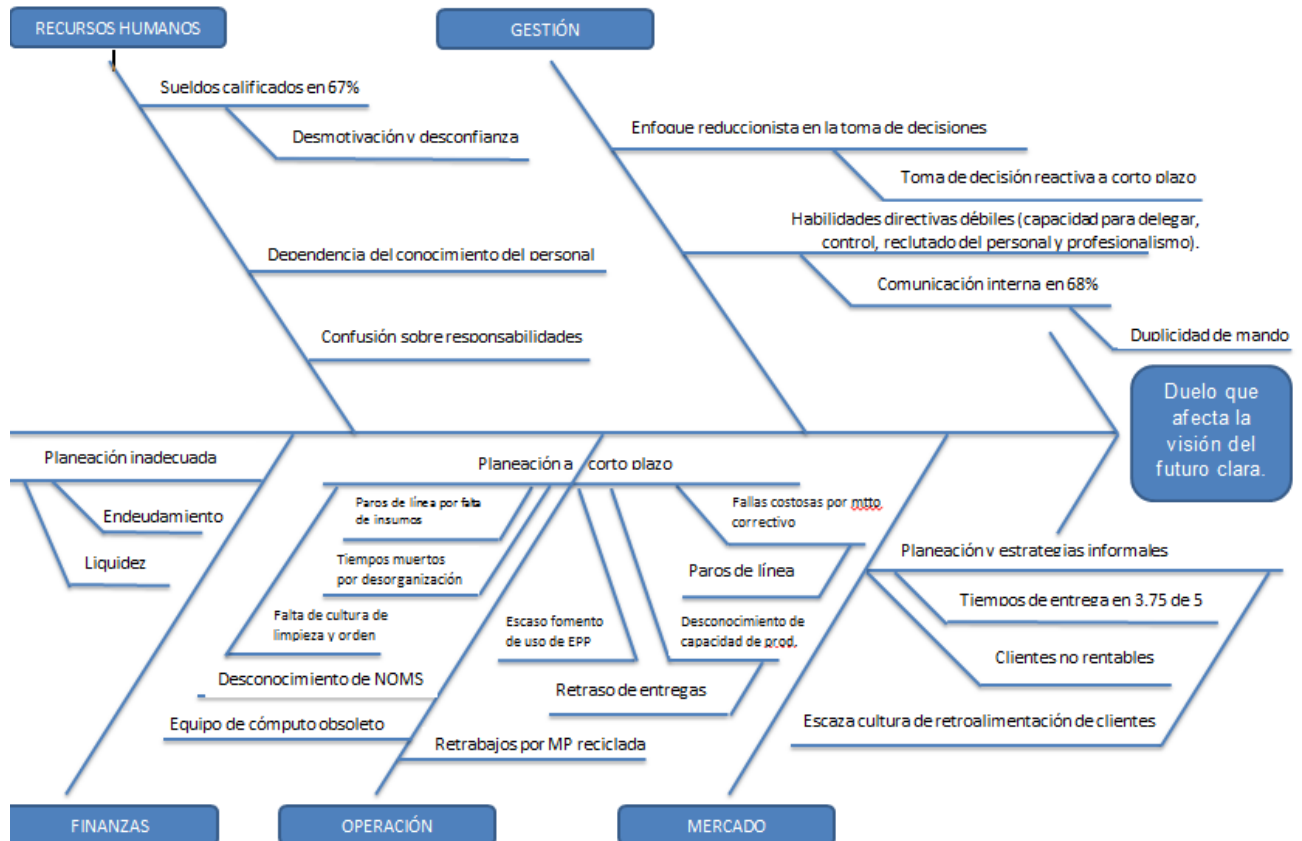 RECURSOS HUMANOS
GESTIÓN
Sueldos calificados en 67%
Desmotivación y desconfianza
Dependencia del conocimiento del personal
Confusión sobre responsabilidades
Enfoque reduccionista en la toma de decisiones
Toma de decisión reactiva a corto plazo
Habilidades directivas débiles (capacidad para delegar,
control, reclutado del personal y profesionalismo).
Comunicación interna en 68%
Duplicidad de mando
Duelo que
afecta la
visión del
futuro clara.
Planeación inadecuada
Endeudamiento
Liquidez
Planeación a corto plazo
Paros de línea por falta
de insumos
Tiempos muertos
por desorganización
Falta de cultura de
limpieza y orden
Desconocimiento de NOMS
Equipo de cómputo obsoleto
Fallas costosas por mtto.
correctivo
Paros de línea
Escaso fomento
de uso de EPP
Desconocimiento de
capacidad de prod.
Retraso de entregas
Retrabajos por MP reciclada
Planeación y estrategias informales
Tiempos de entrega en 3.75 de 5
Clientes no rentables
Escaza cultura de retroalimentación de clientes
FINANZAS
OPERACIÓN
MERCADO